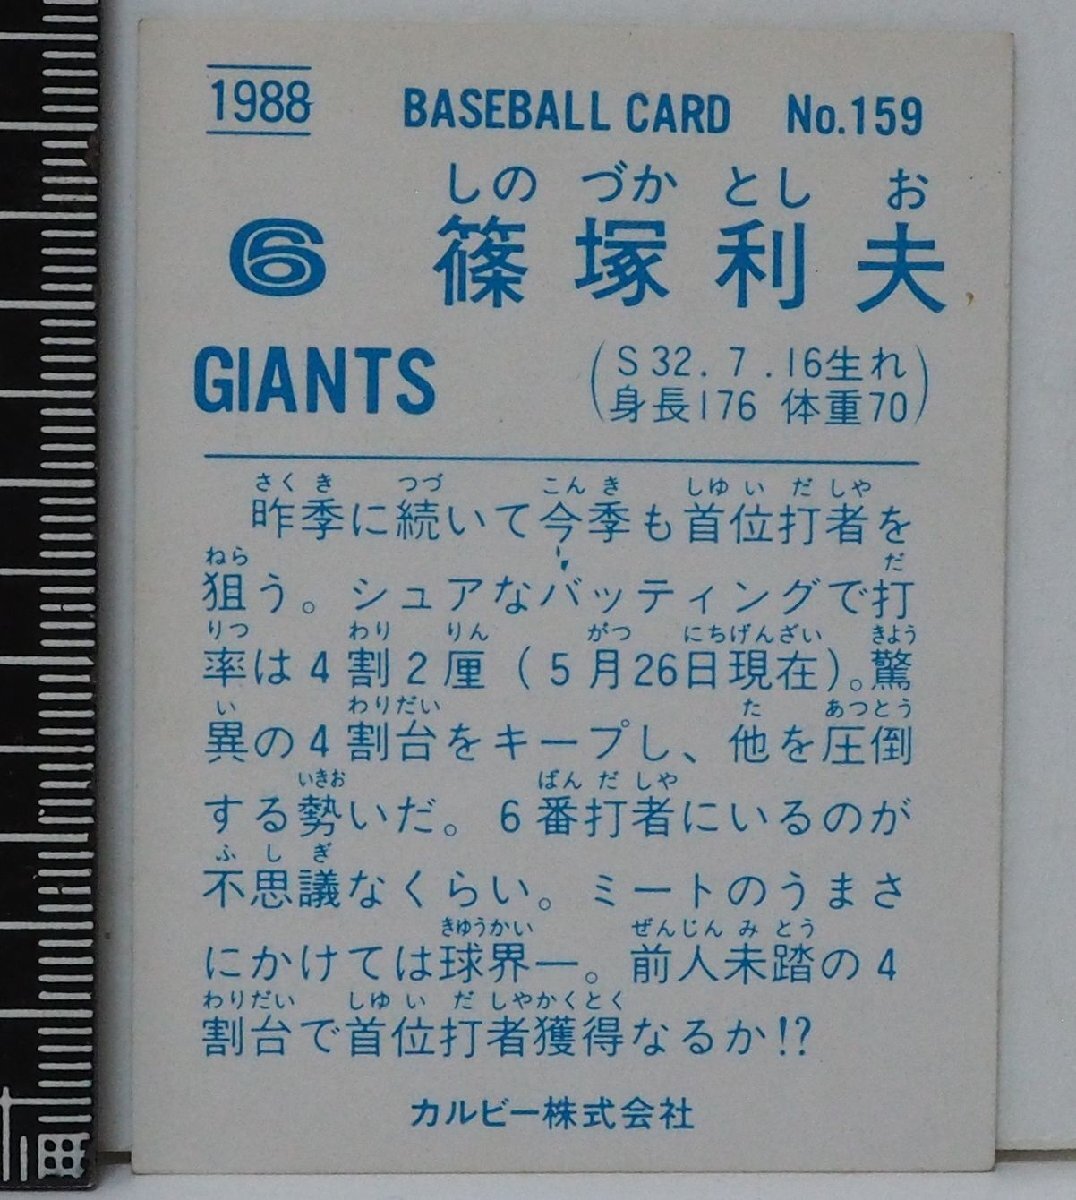 1988 BASEBALL CARD No.159
しの づか とし お
6 篠塚利夫
GIANTS
(S32.7.16生れ
身長176 体重70)
さく き つづ こん き しゆ い だ しや
昨季に続いて今季も首位打者を
ねら だ
狙う。シュアなバッティングで打
りつ わり りん がつ にちげんざい きよう
率は4割2厘(5月26日現在)。驚
い わりだい た あつとう
異の4割台をキープし、他を圧倒
いきお ばん だ しや
する勢いだ。6番打者にいるのが
ふ し ぎ
不思議なくらい。ミートのうまさ
きゆうかい ぜんじん み とう
にかけては球界一。前人未踏の4
わりだい しゆ い だ しやかくとく
割台で首位打者獲得なるか!?
カルビー株式会社